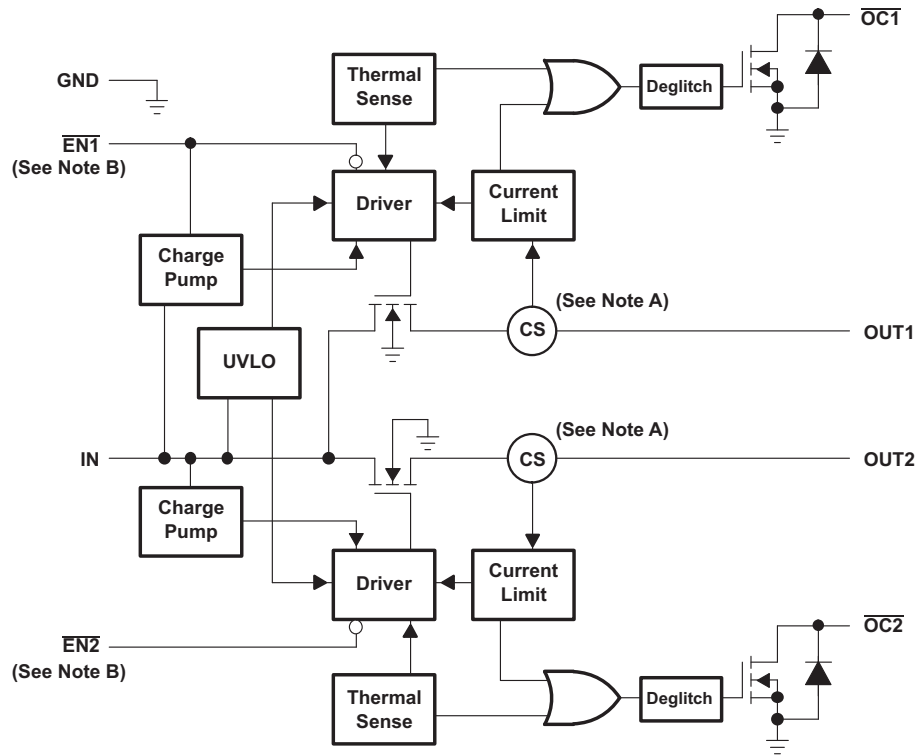 OC1
Thermal
Sense
GND
Deglitch
EN1
(See Note B)
Driver
Current
Limit
Charge
Pump
(See Note A)
CS
OUT1
UVLO
(See Note A)
IN
CS
OUT2
Charge
Pump
Driver
Current
Limit
OC2
EN2
(See Note B)
Thermal
Sense
Deglitch